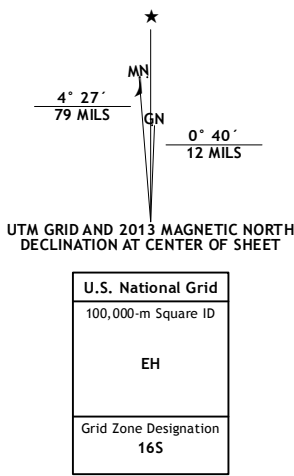 ★
MN
4° 27´
79 MILS
GN
0° 40´
12 MILS
UTM GRID AND 2013 MAGNETIC NORTH
DECLINATION AT CENTER OF SHEET
U.S. National Grid
100,000-m Square ID
EH
Grid Zone Designation
16S